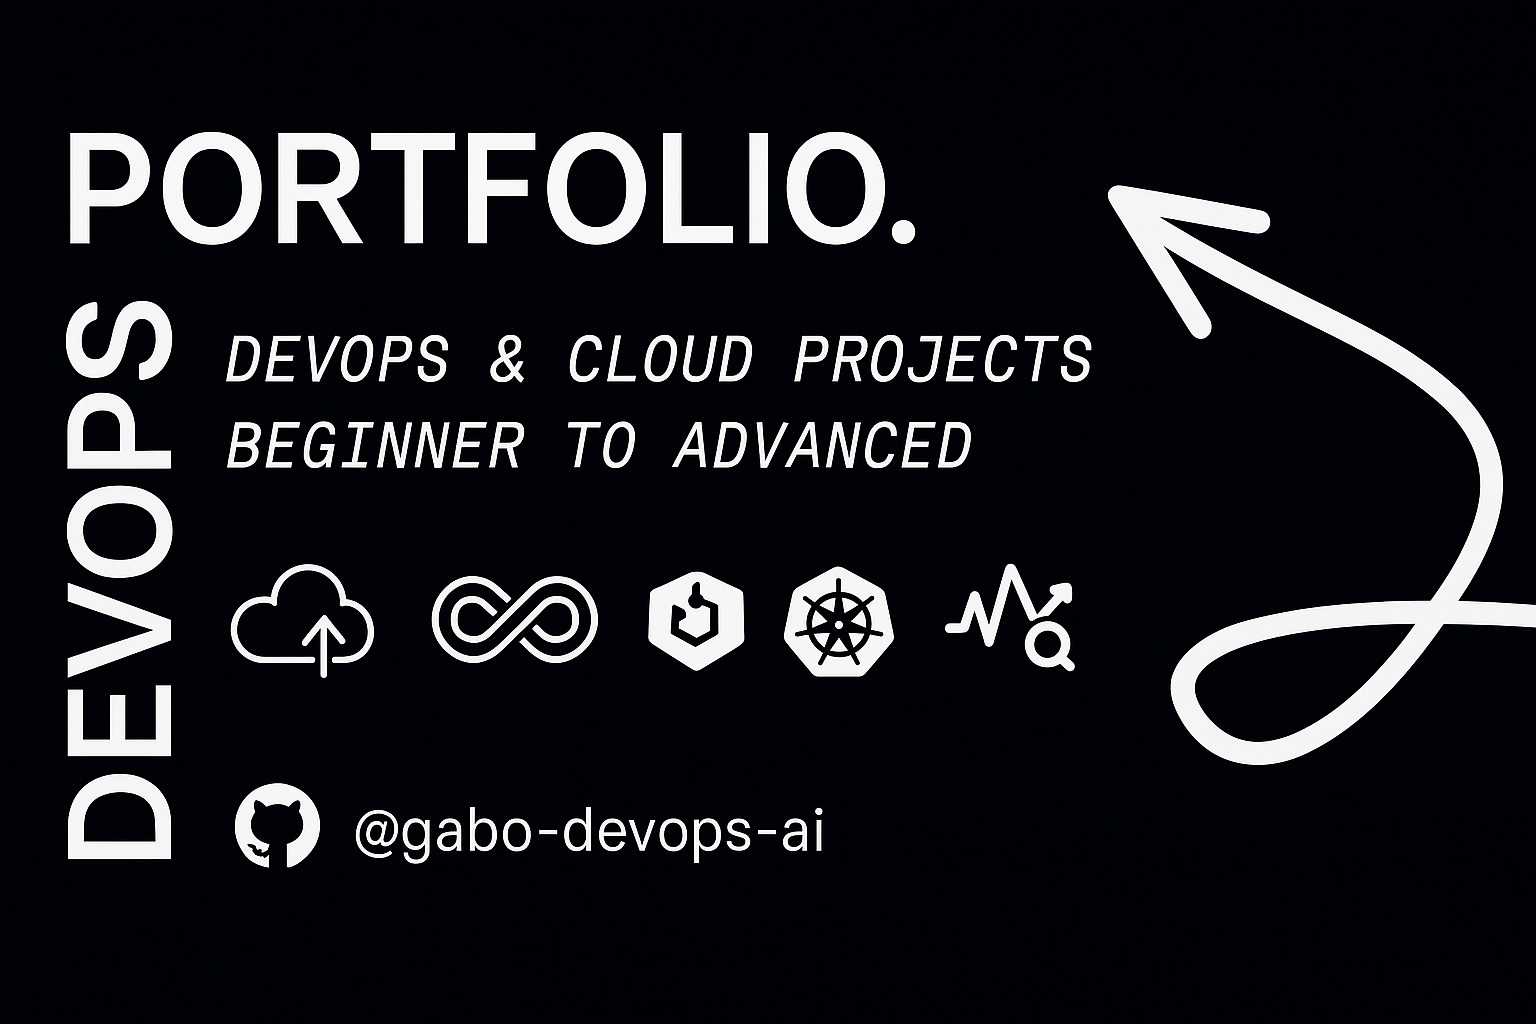 PORTFOLIO.
DEVOPS
DEVOPS & CLOUD PROJECTS
BEGINNER TO ADVANCED
@gabo-devops-ai